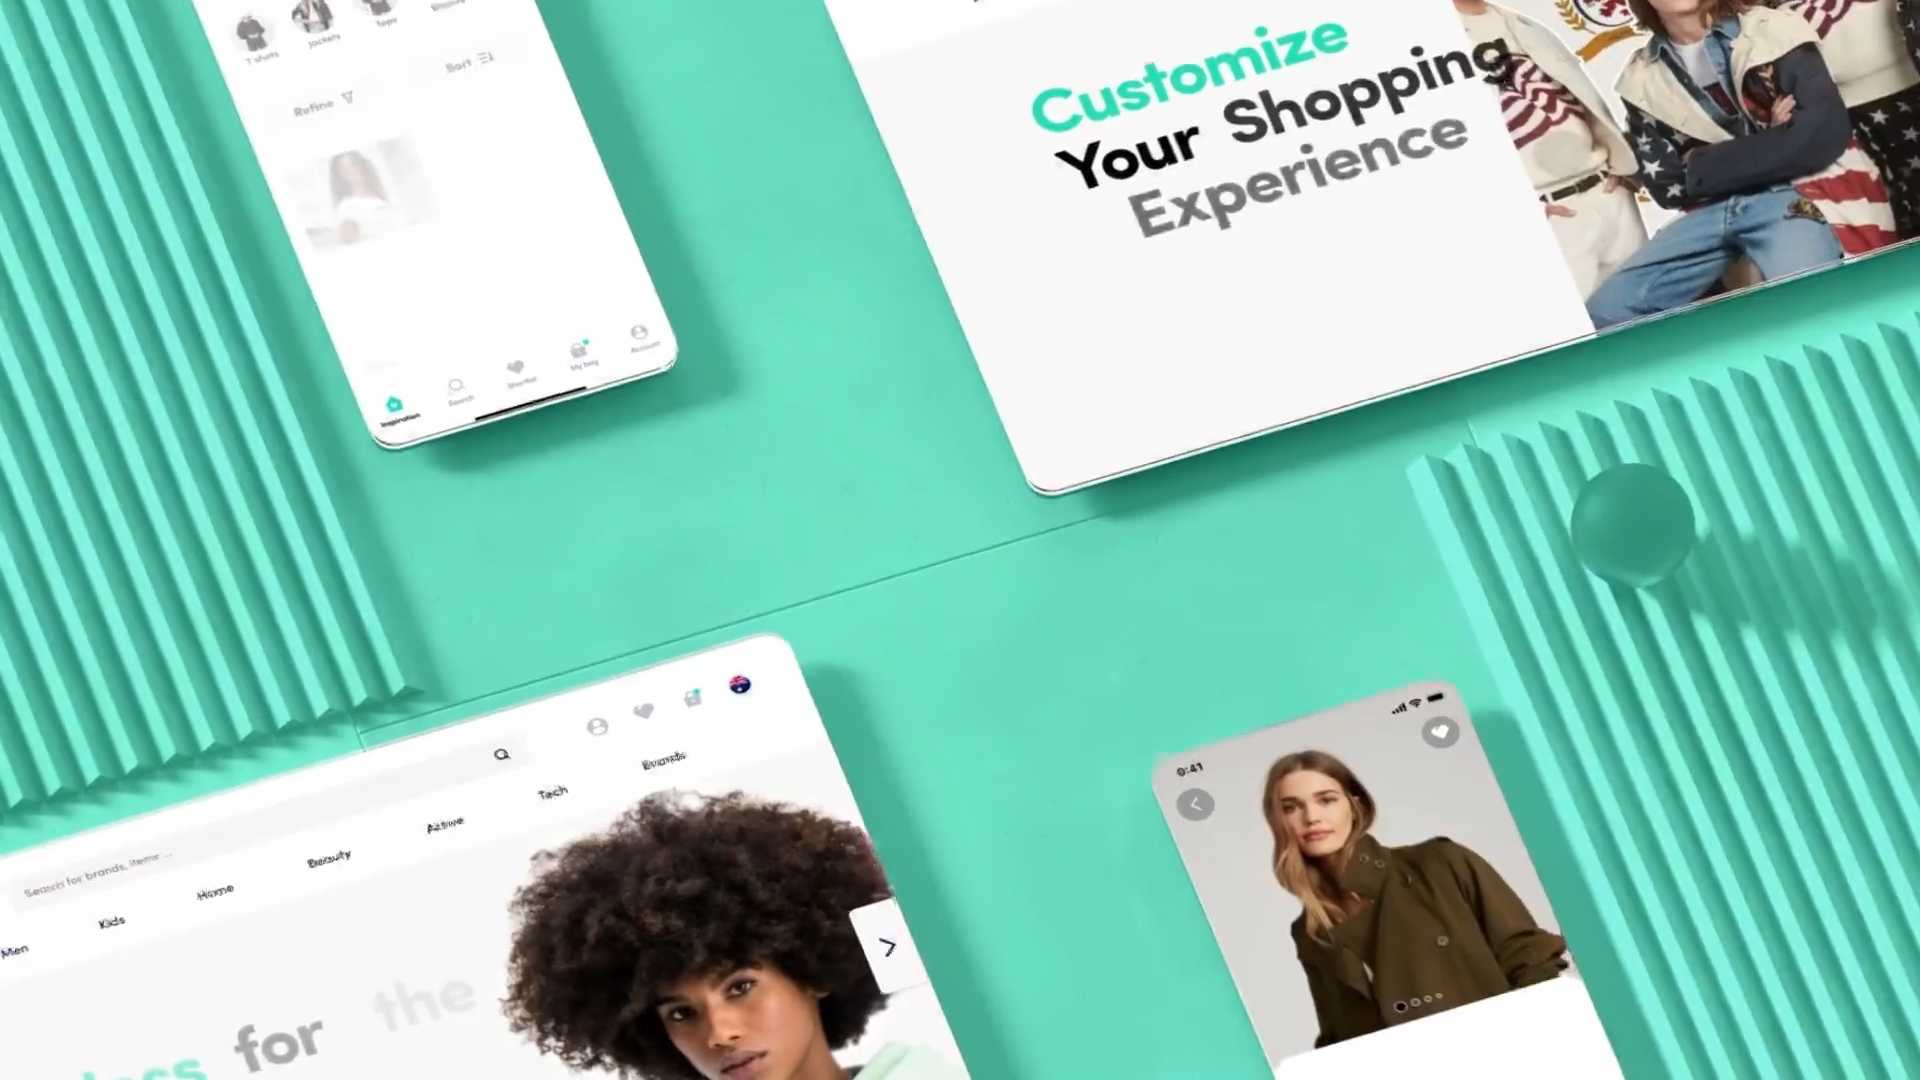 T shirts
Jackets
Tops
Sort
Refine
Inspiration
Search
Shortlist
My bag
Account
Customize
Your Shopping
Experience
Search for brands, items ...
Men
Kids
Home
Beauty
Active
Tech
Brands
for the
9:41